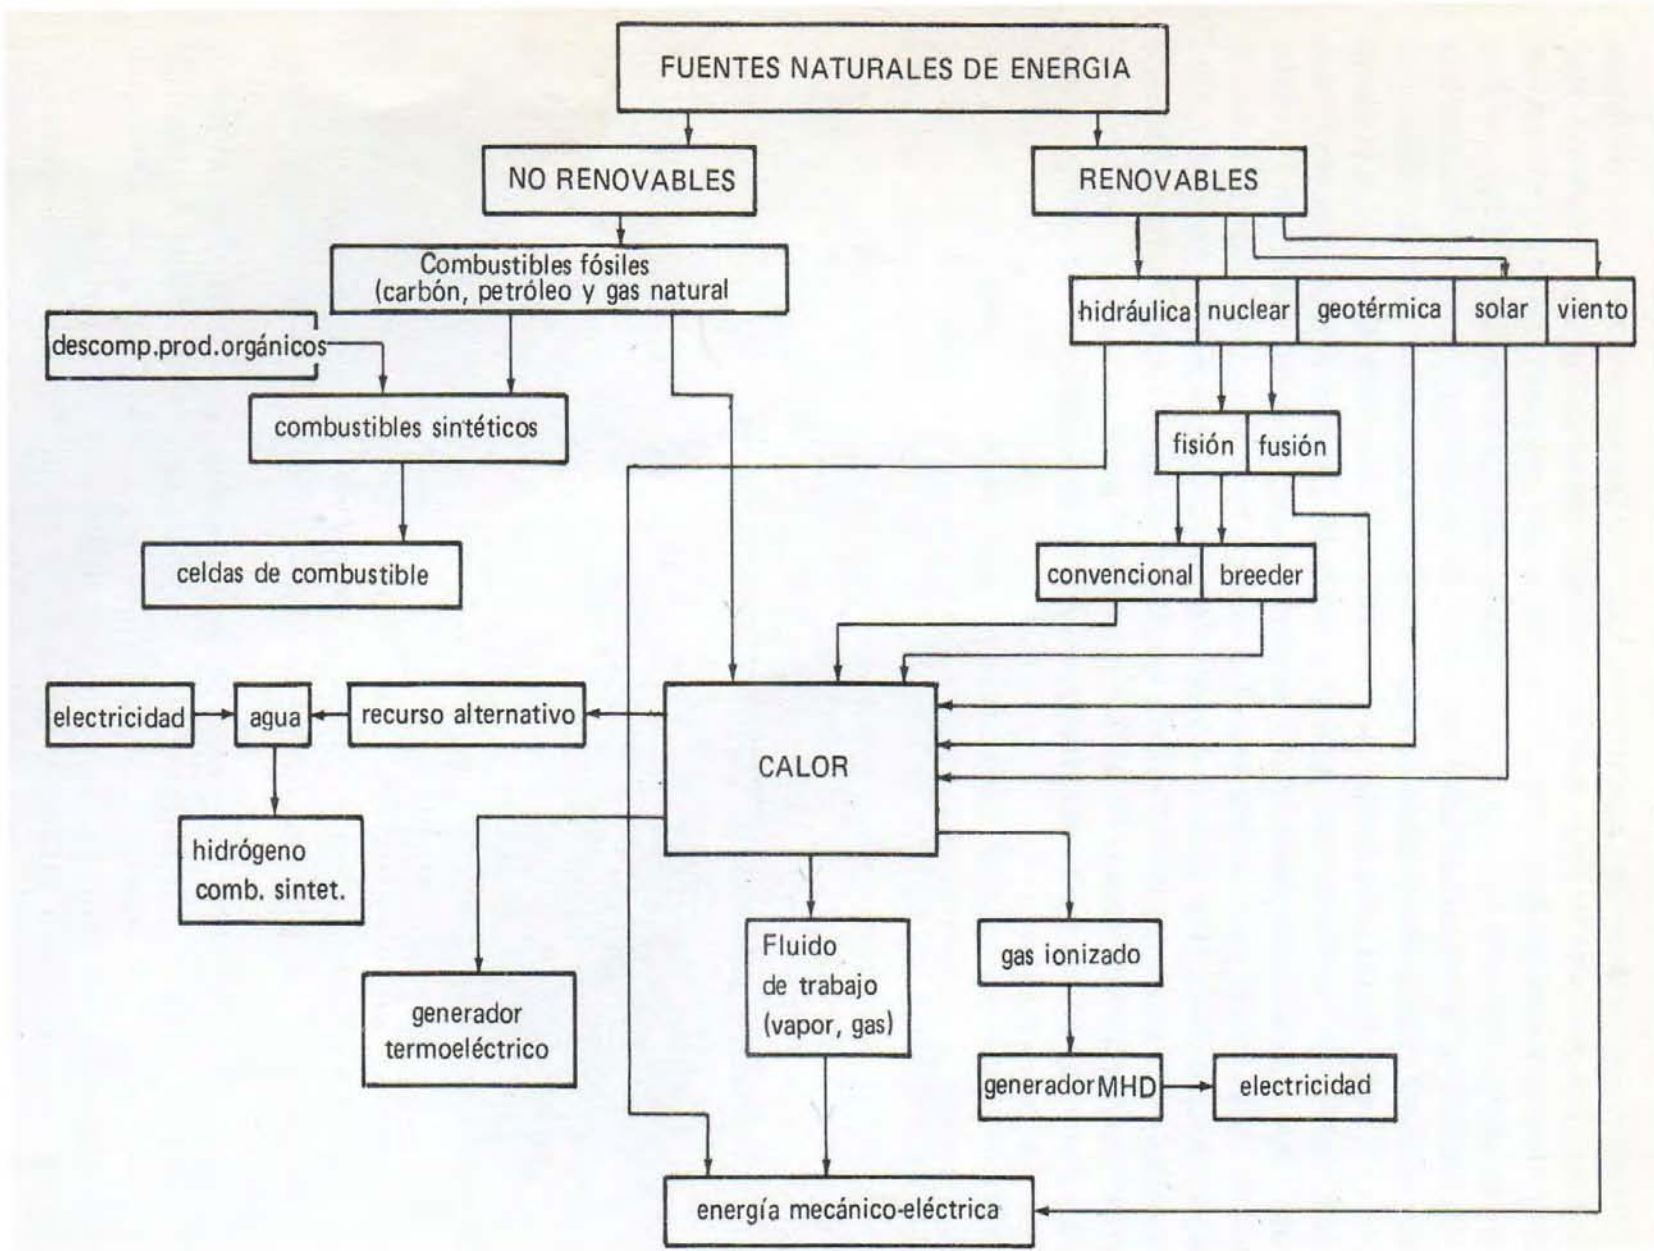 FUENTES NATURALES DE ENERGIA
NO RENOVABLES
RENOVABLES
Combustibles fósiles
(carbón, petróleo y gas natural
hidráulica
nuclear
geotérmica
solar
viento
descomp.prod.orgánicos
combustibles sintéticos
fisión
fusión
celdas de combustible
convencional
breeder
electricidad
agua
recurso alternativo
CALOR
hidrógeno
comb. sintet.
generador
termoeléctrico
Fluido
de trabajo
(vapor, gas)
gas ionizado
generador MHD
electricidad
energía mecánico-eléctrica